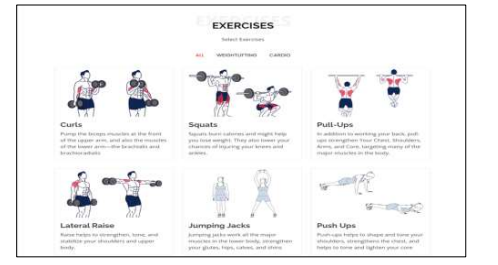 EXERCISES
EXERCISES
Select Exercises
ALL WEIGHTLIFTING CARDIO
Curls
Pump the biceps muscles at the front
of the upper arm, and also the muscles
of the lower arm—the brachialis and
brachioradialis
Squats
Squats burn calories and might help
you lose weight. They also lower your
chances of injuring your knees and
ankles.
Pull-Ups
In addition to working your back, pull-
ups strengthen Your Chest, Shoulders,
Arms, and Core, targeting many of the
major muscles in the body.
Lateral Raise
Raise helps to strengthen, tone, and
stabilize your shoulders and upper
body
Jumping Jacks
Jumping jacks work all the major
muscles in the lower body, strengthen
your glutes, hips, calves, and shins
Push Ups
Push-ups helps to shape and tone your
shoulders, strengthens the chest, and
helps to tone and tighten your core